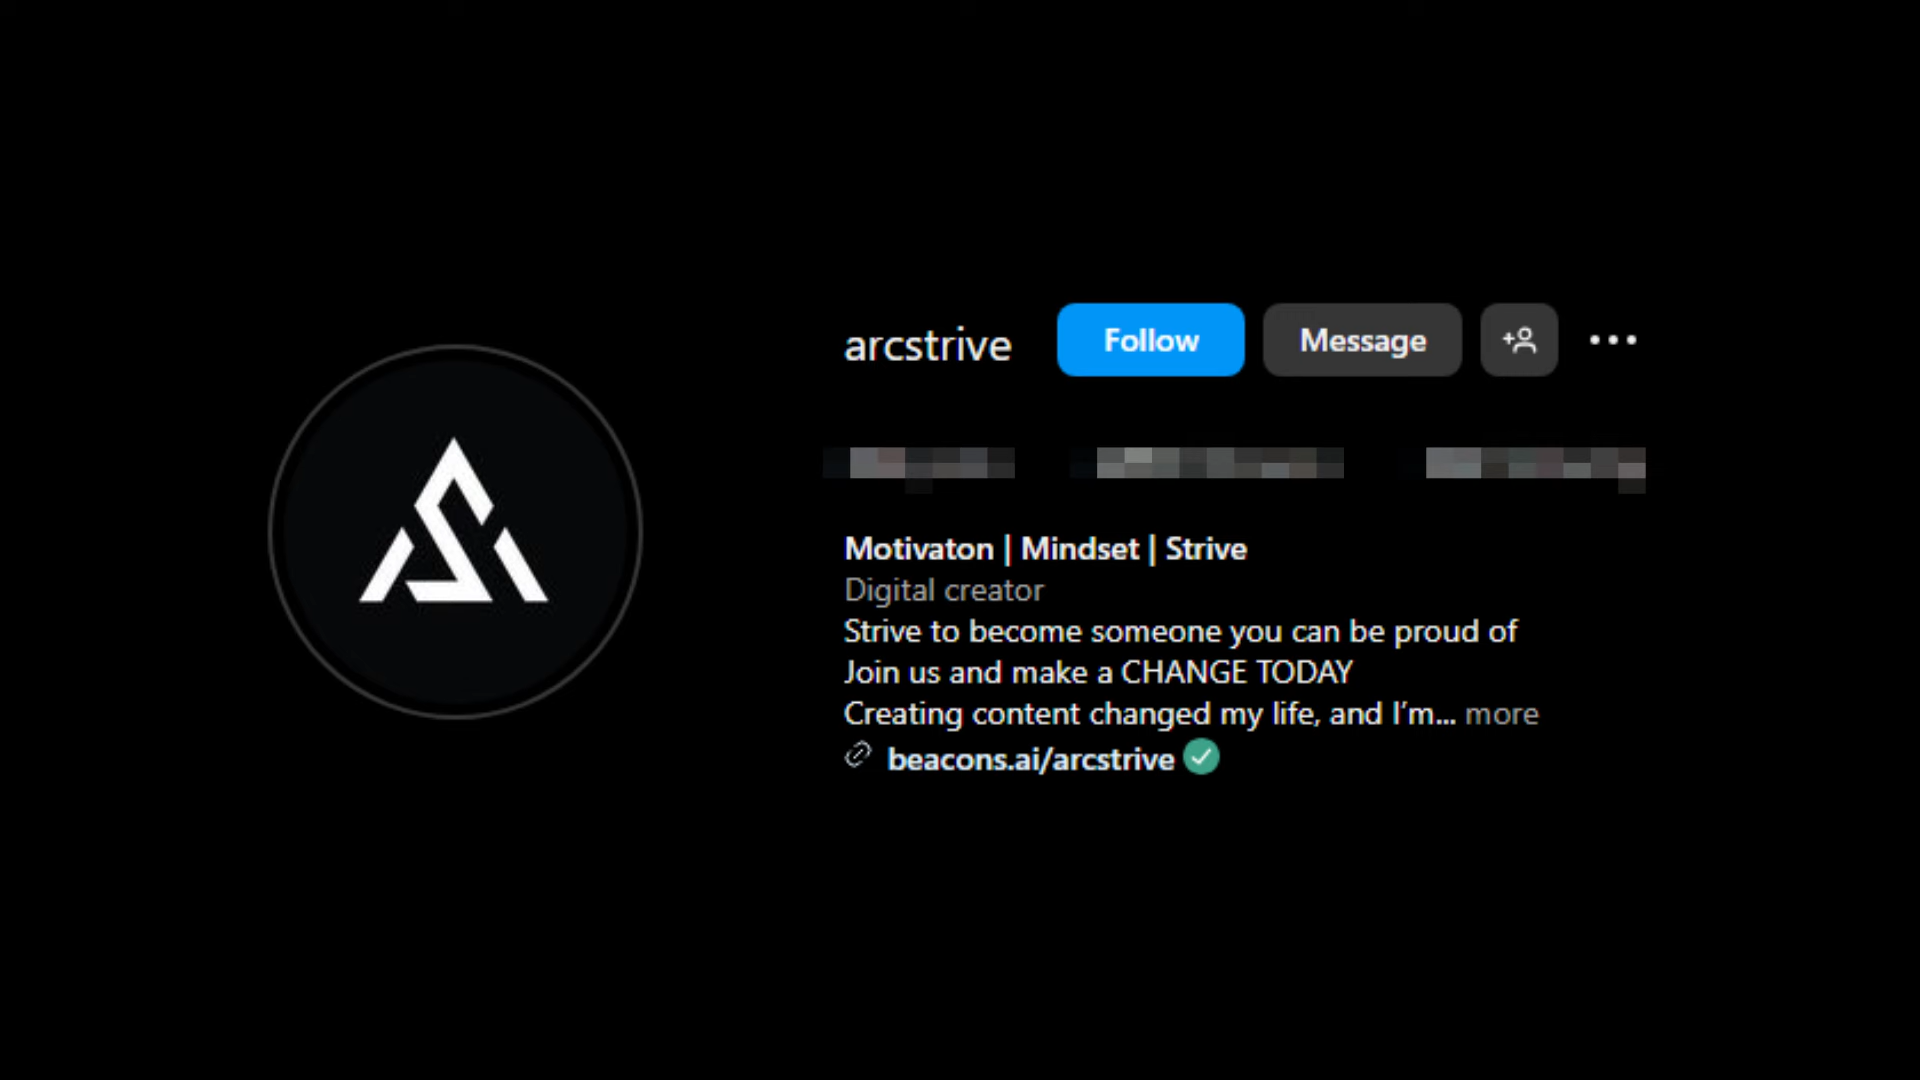 arcstrive Follow Message
Motivaton | Mindset | Strive
Digital creator
Strive to become someone you can be proud of
Join us and make a CHANGE TODAY
Creating content changed my life, and I’m... more
beacons.ai/arcstrive